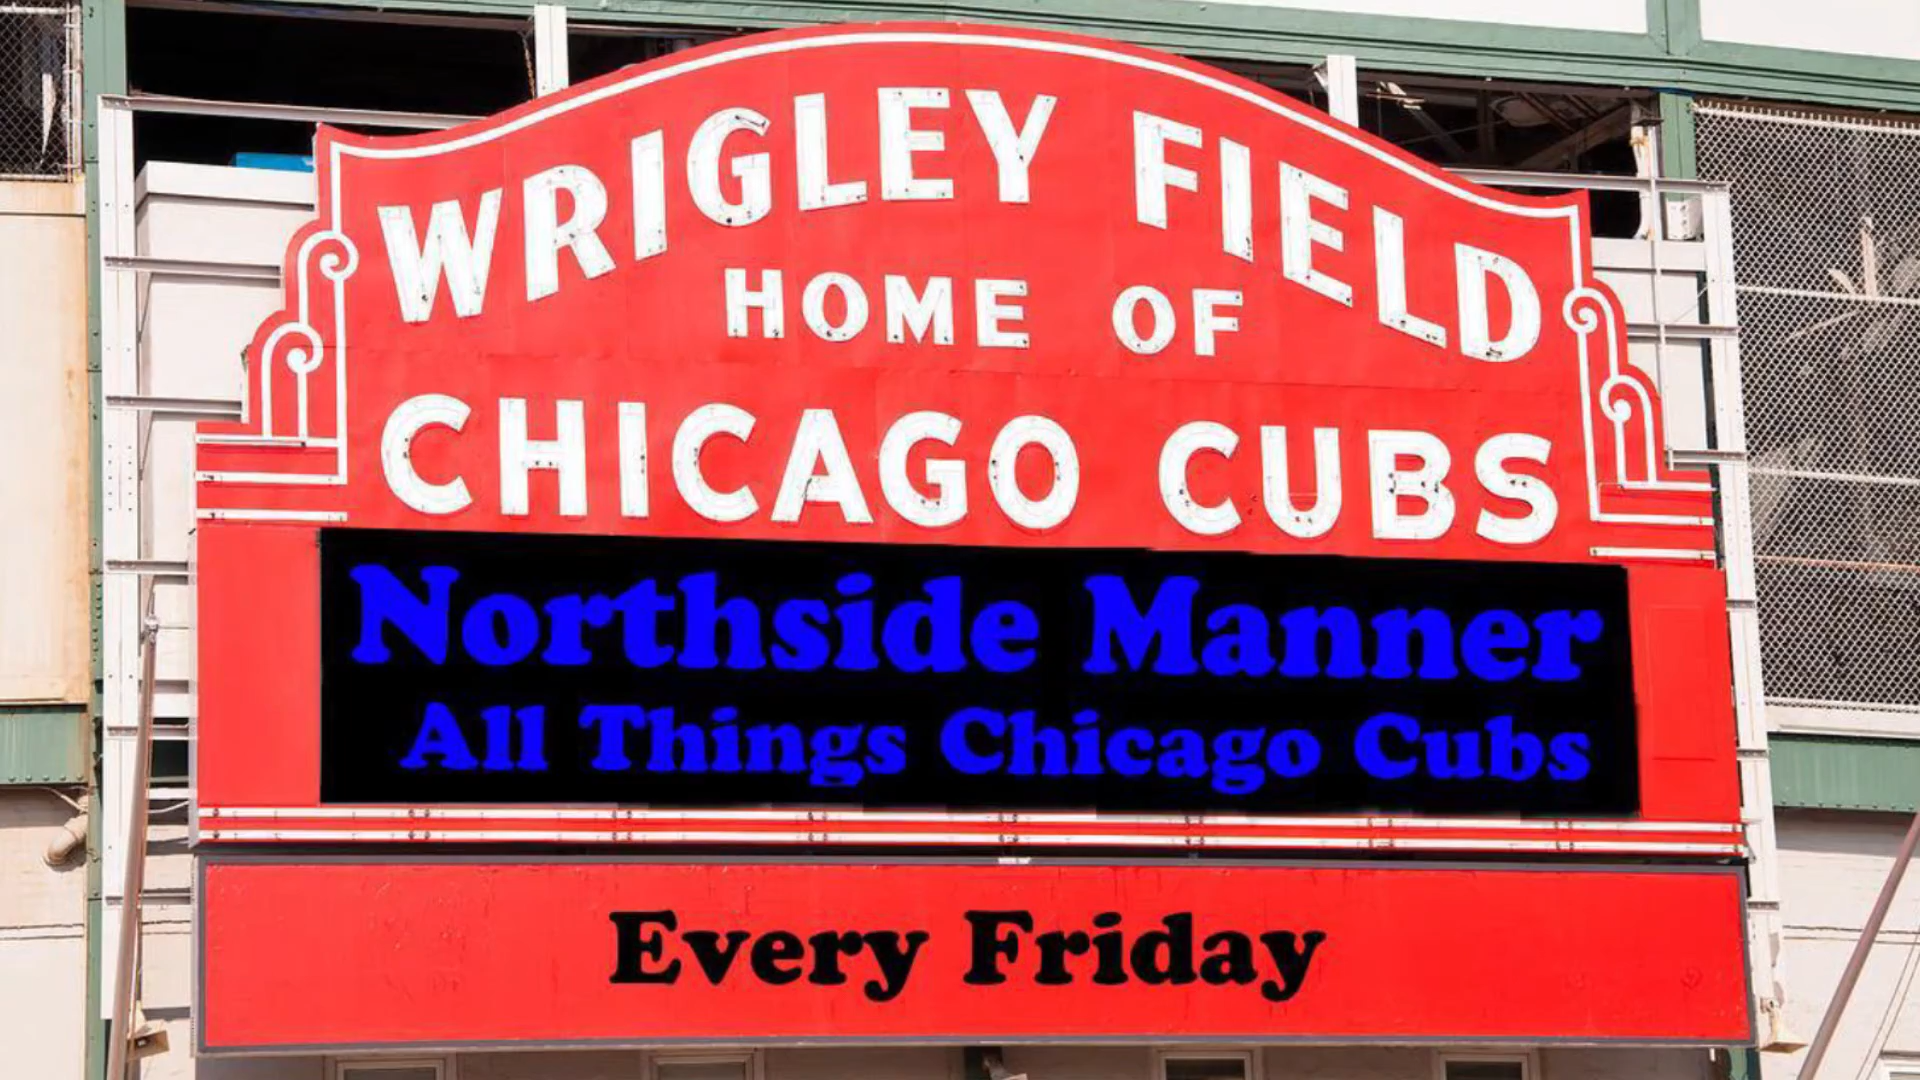 WRIGLEY FIELD
HOME OF
CHICAGO CUBS
Northside Manner
All Things Chicago Cubs
Every Friday